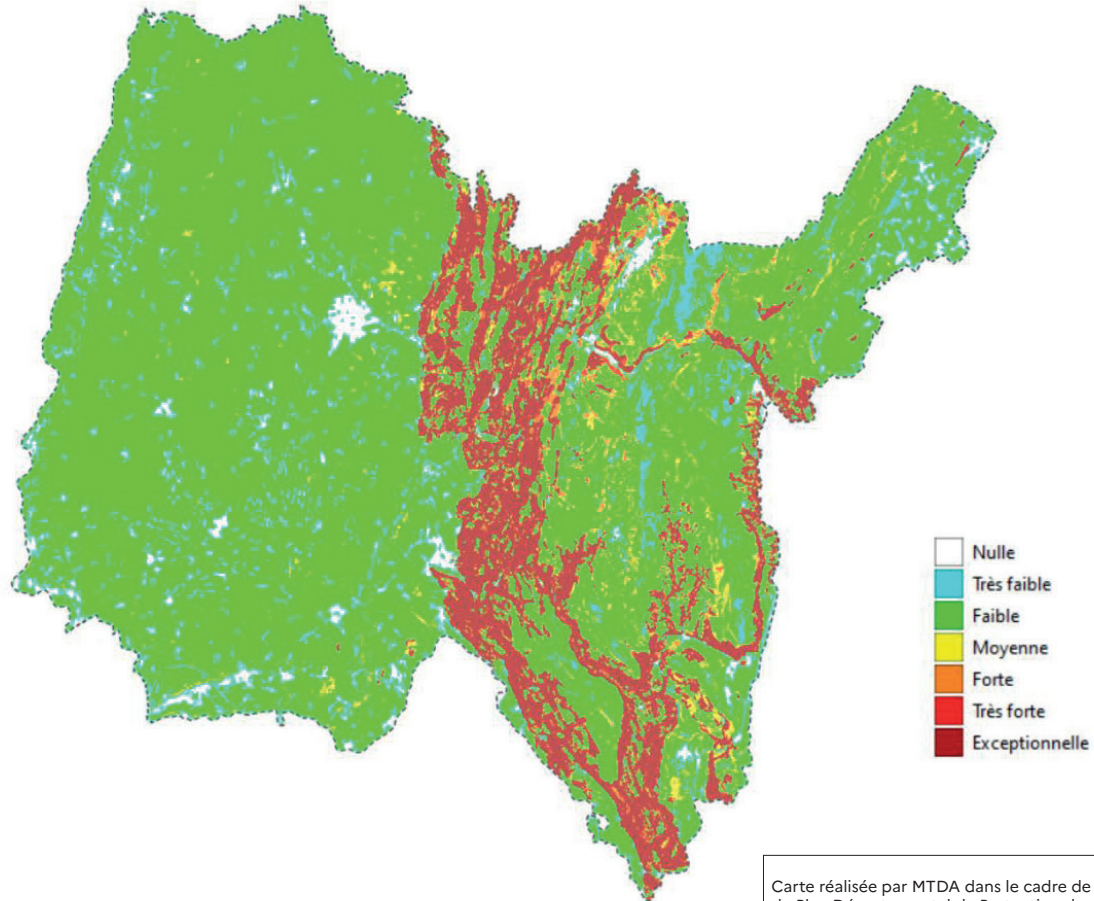 Nulle
Très faible
Faible
Moyenne
Forte
Très forte
Exceptionnelle
Carte réalisée par MTDA dans le cadre de